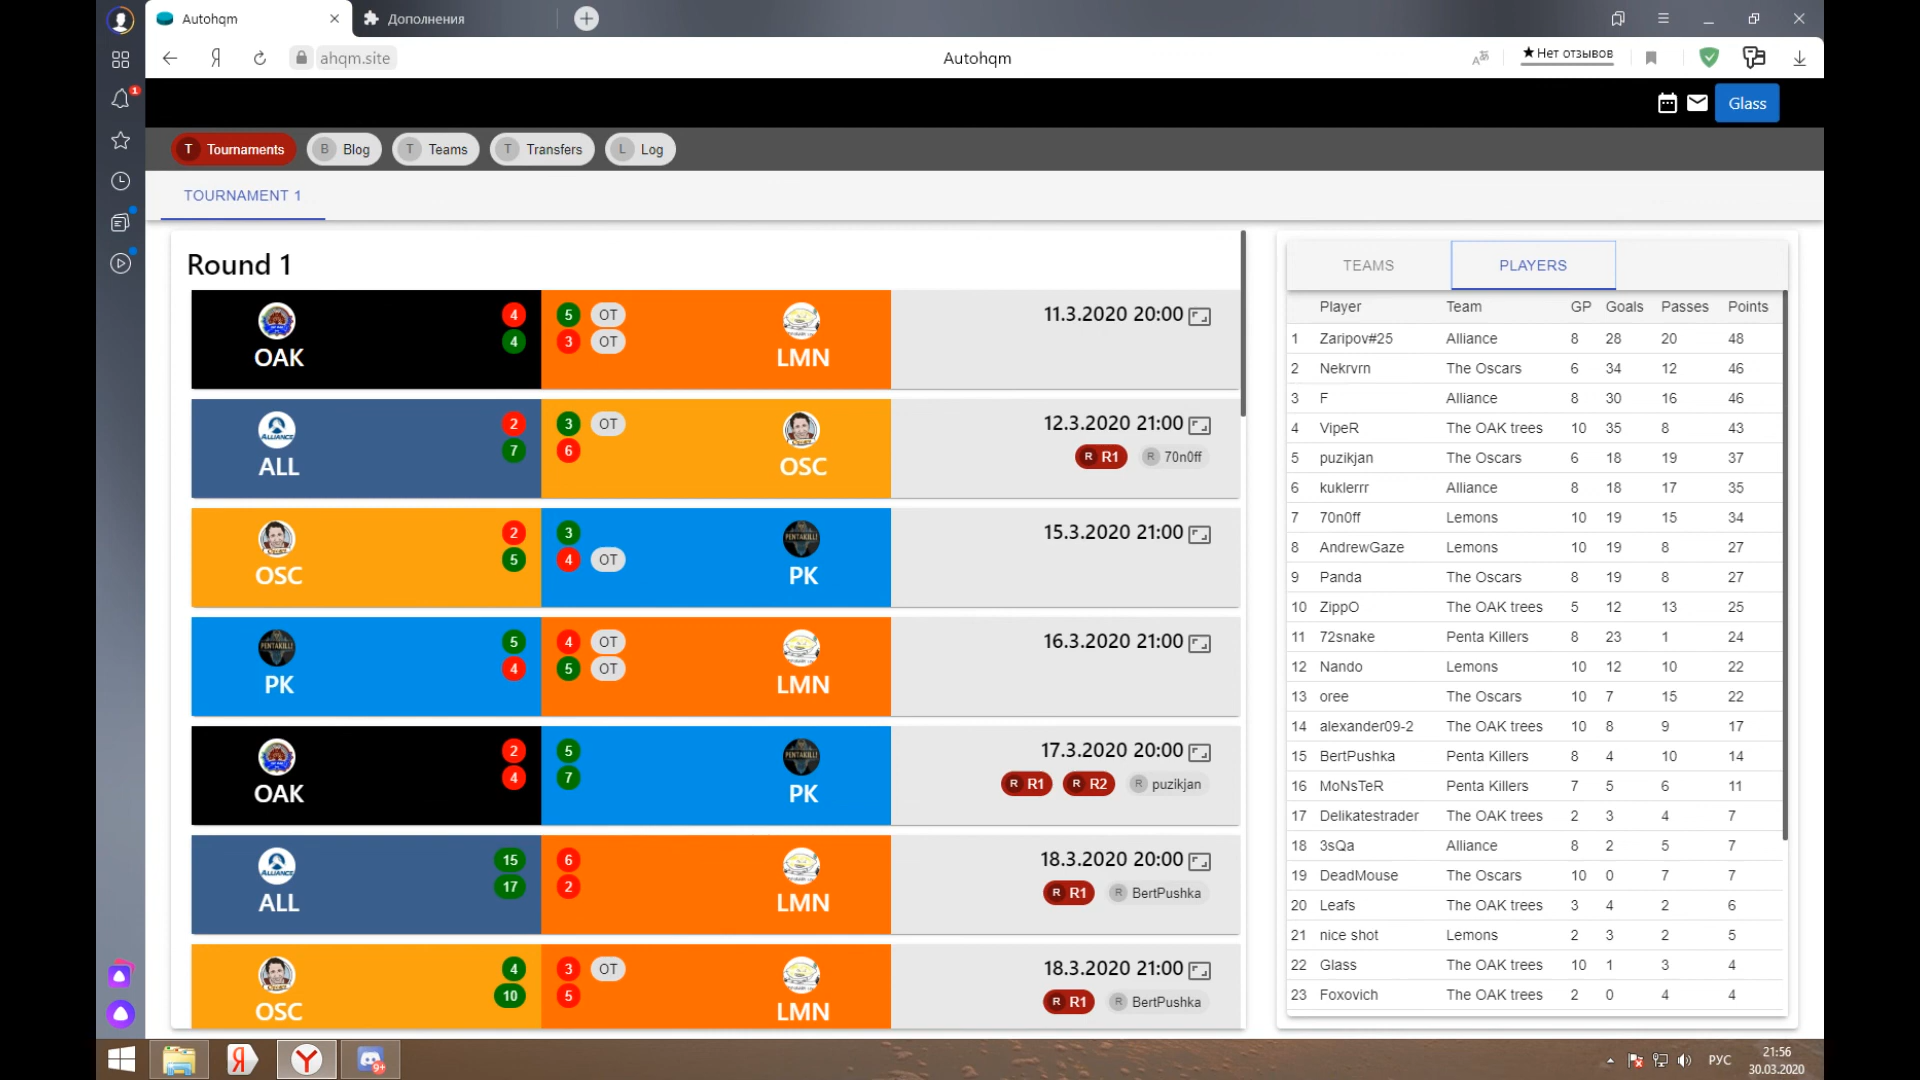 Autohqm
Дополнения
1
Я
ahqm.site
Autohqm
★Нет отзывов
Glass
T Tournaments
B Blog
T Teams
T Transfers
L Log
TOURNAMENT 1
Round 1
OAK 4 4 5 OT 3 OT LMN 11.3.2020 20:00
ALL 2 7 3 OT 6 OSC 12.3.2020 21:00
R R1 R 70n0ff
OSC 2 5 3 4 OT PK 15.3.2020 21:00
PK 5 4 4 OT 5 OT LMN 16.3.2020 21:00
OAK 2 4 5 7 PK 17.3.2020 20:00
R R1 R R2 R puzikjan
ALL 15 17 6 2 LMN 18.3.2020 20:00
R R1 R BertPushka
OSC 4 10 3 OT 5 LMN 18.3.2020 21:00
R R1 R BertPushka
TEAMS PLAYERS
Player Team GP Goals Passes Points
1 Zaripov#25 Alliance 8 28 20 48
2 Nekrvrn The Oscars 6 34 12 46
3 F Alliance 8 30 16 46
4 VipeR The OAK trees 10 35 8 43
5 puzikjan The Oscars 6 18 19 37
6 kuklerrr Alliance 8 18 17 35
7 70n0ff Lemons 10 19 15 34
8 AndrewGaze Lemons 10 19 8 27
9 Panda The Oscars 8 19 8 27
10 ZippO The OAK trees 5 12 13 25
11 72snake Penta Killers 8 23 1 24
12 Nando Lemons 10 12 10 22
13 oree The Oscars 10 7 15 22
14 alexander09-2 The OAK trees 10 8 9 17
15 BertPushka Penta Killers 8 4 10 14
16 MoNsTeR Penta Killers 7 5 6 11
17 Delikatestrader The OAK trees 2 3 4 7
18 3sQa Alliance 8 2 5 7
19 DeadMouse The Oscars 10 0 7 7
20 Leafs The OAK trees 3 4 2 6
21 nice shot Lemons 2 3 2 5
22 Glass The OAK trees 10 1 3 4
23 Foxovich The OAK trees 2 0 4 4
Я
Y
9+
РУС
21:56
30.03.2020